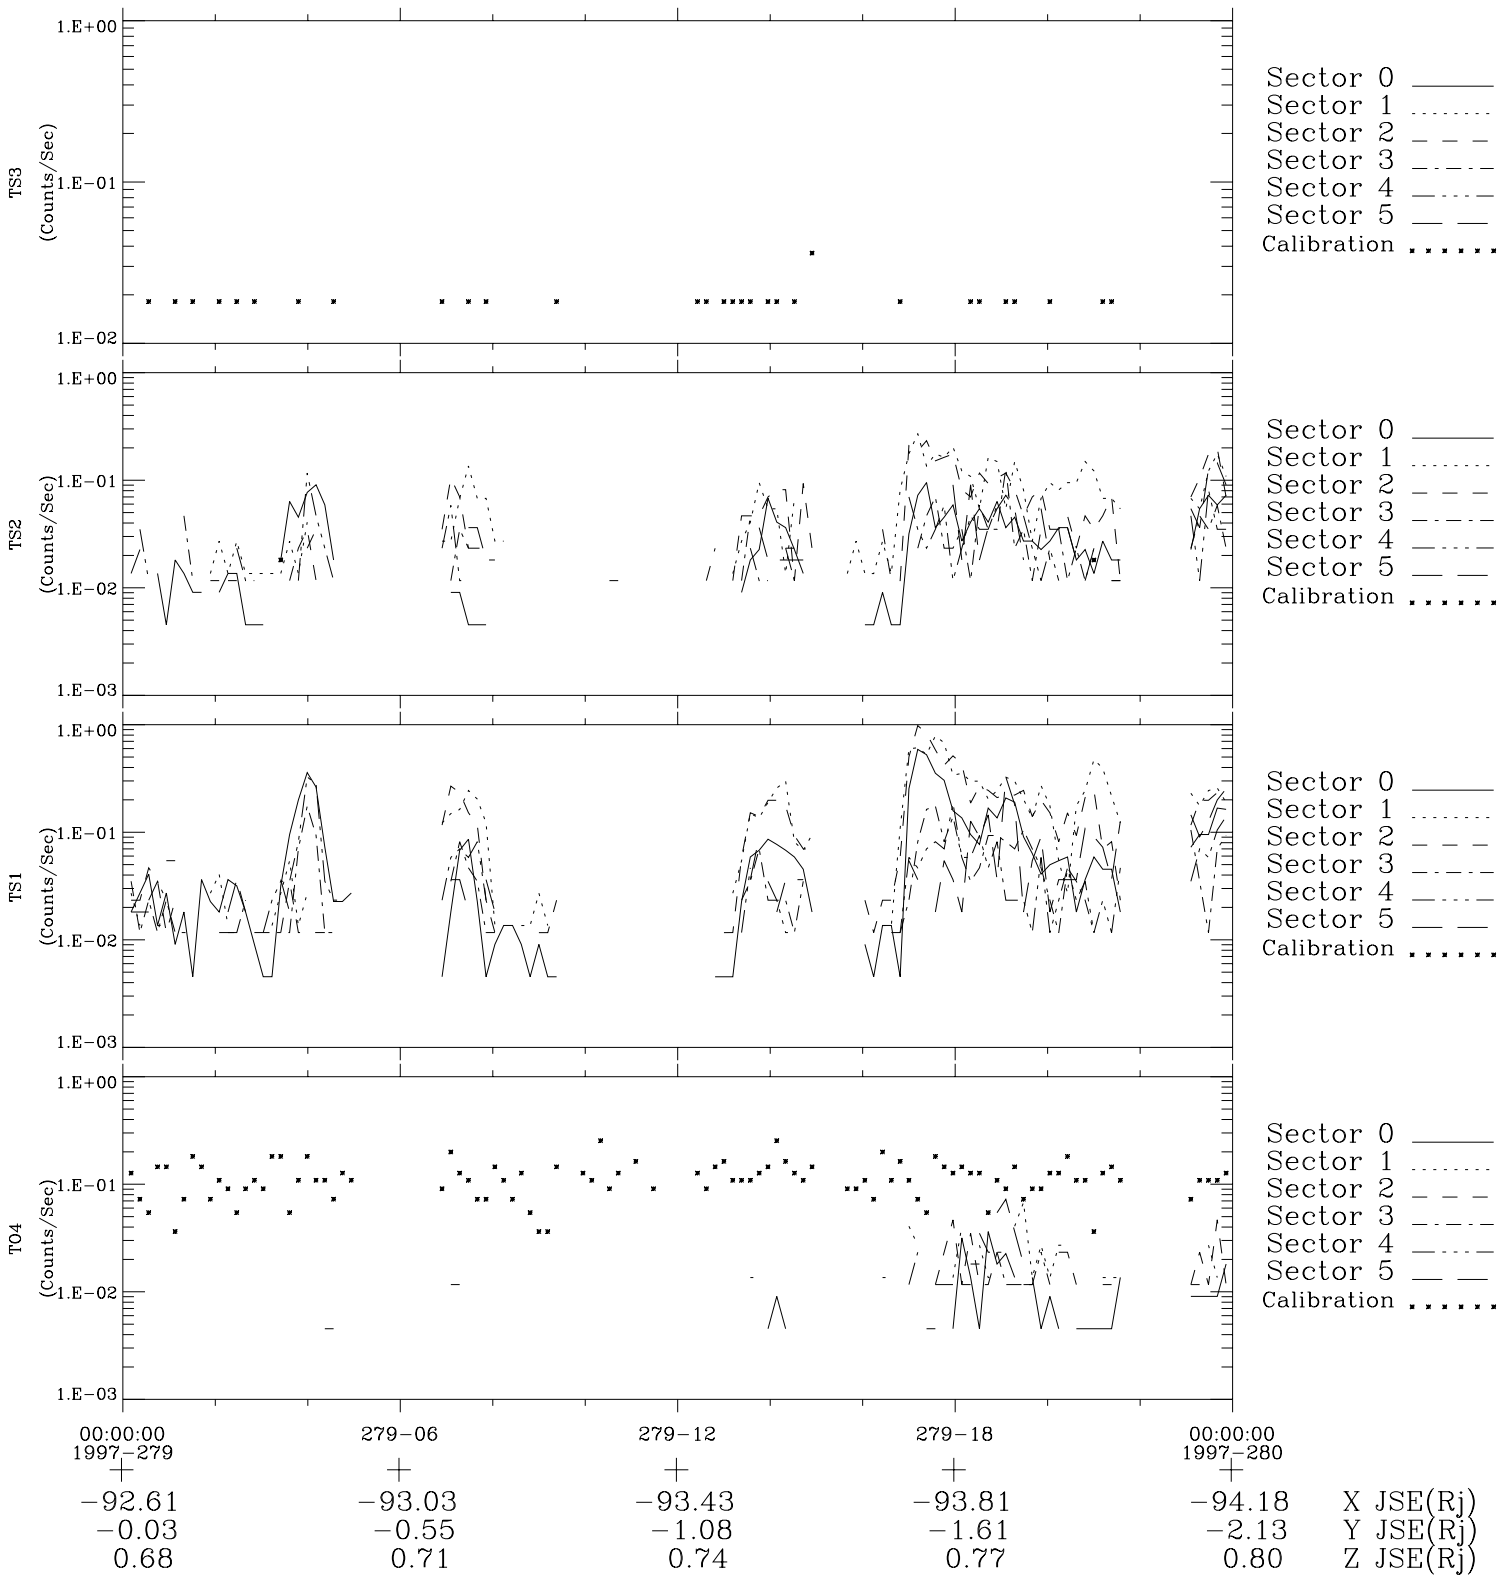 TS3
(Counts/Sec)
1.E+00
1.E-01
1.E-02
Sector 0
Sector 1
Sector 2
Sector 3
Sector 4
Sector 5
Calibration
TS2
(Counts/Sec)
1.E+00
1.E-01
1.E-02
1.E-03
Sector 0
Sector 1
Sector 2
Sector 3
Sector 4
Sector 5
Calibration
TS1
(Counts/Sec)
1.E+00
1.E-01
1.E-02
1.E-03
Sector 0
Sector 1
Sector 2
Sector 3
Sector 4
Sector 5
Calibration
TO4
(Counts/Sec)
1.E+00
1.E-01
1.E-02
1.E-03
Sector 0
Sector 1
Sector 2
Sector 3
Sector 4
Sector 5
Calibration
00:00:00 279-06 279-12 279-18 00:00:00
1997-279 1997-280
-92.61 -93.03 -93.43 -93.81 -94.18 X JSE(Rj)
-0.03 -0.55 -1.08 -1.61 -2.13 Y JSE(Rj)
0.68 0.71 0.74 0.77 0.80 Z JSE(Rj)